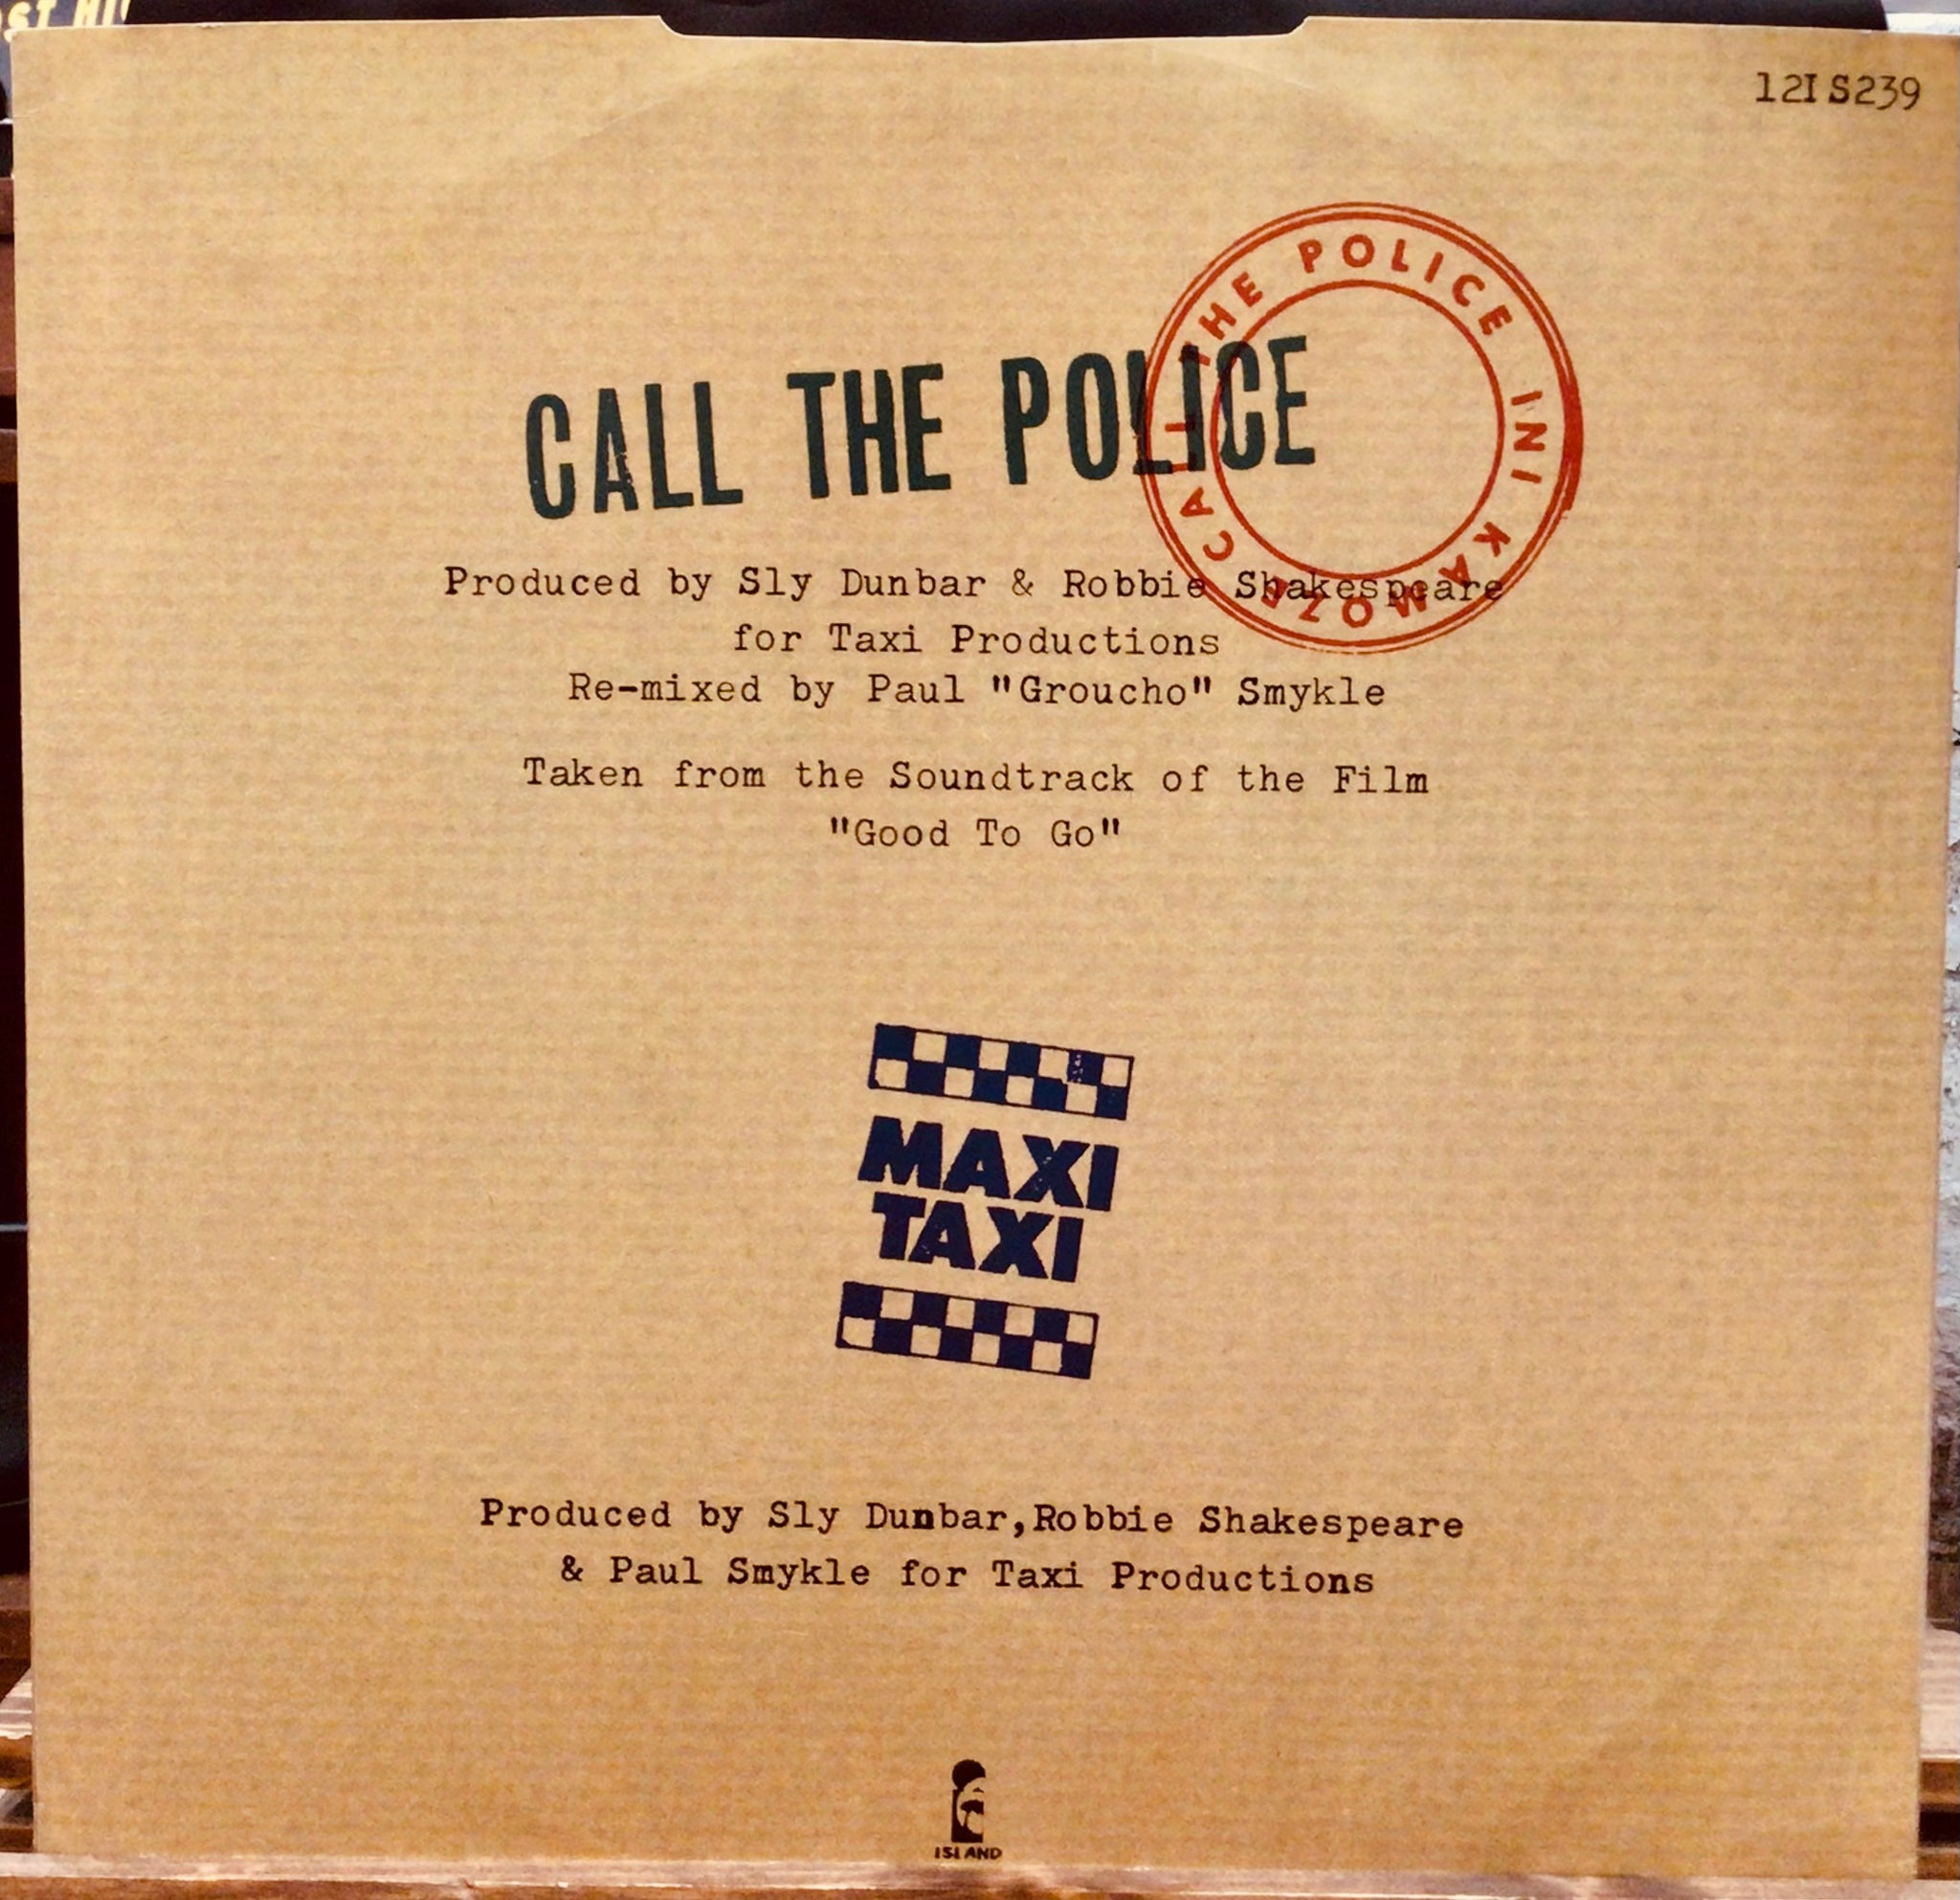 12IS239
CALL THE POLICE INI KAMOZE
CALL THE POLICE
Produced by Sly Dunbar & Robbie Shakespeare
for Taxi Productions
Re-mixed by Paul "Groucho" Smykle
Taken from the Soundtrack of the Film
"Good To Go"
MAXI
TAXI
Produced by Sly Dunbar,Robbie Shakespeare
& Paul Smykle for Taxi Productions
ISLAND